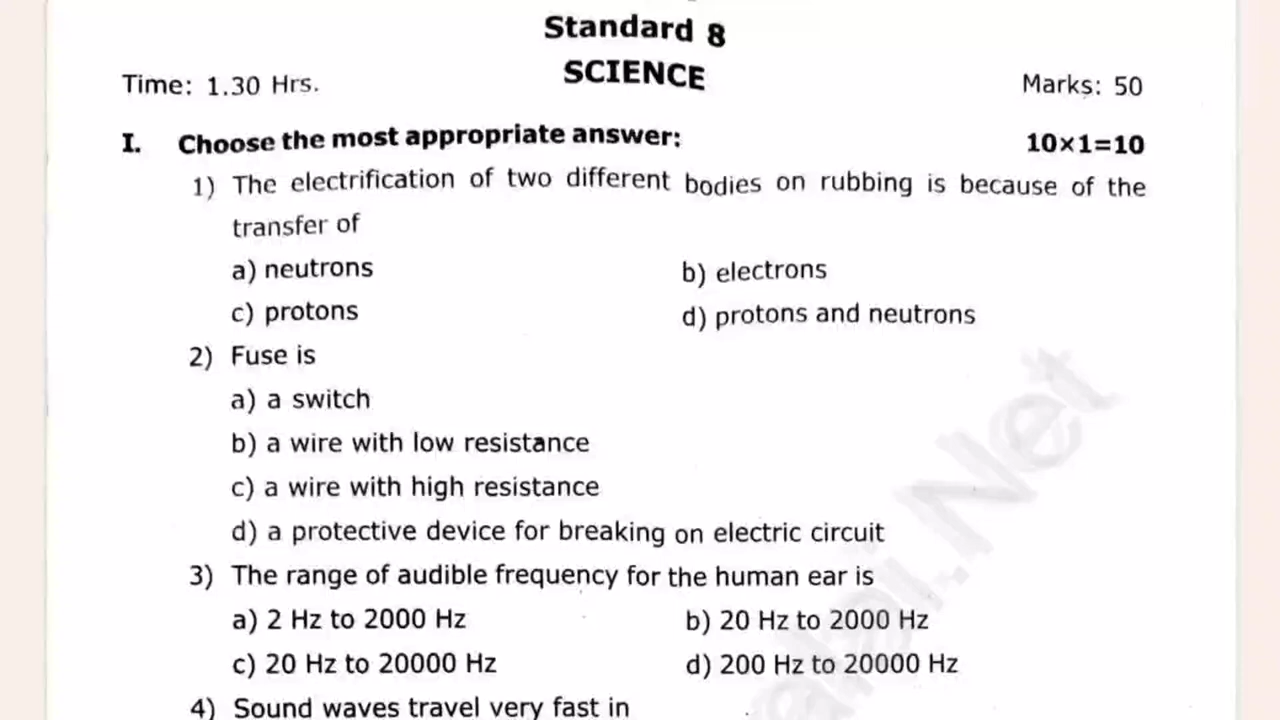 Standard 8
SCIENCE
Time: 1.30 Hrs.
Marks: 50
I. Choose the most appropriate answer:
10×1=10
1) The electrification of two different bodies on rubbing is because of the
transfer of
a) neutrons
b) electrons
c) protons
d) protons and neutrons
2) Fuse is
a) a switch
b) a wire with low resistance
c) a wire with high resistance
d) a protective device for breaking on electric circuit
3) The range of audible frequency for the human ear is
a) 2 Hz to 2000 Hz
b) 20 Hz to 2000 Hz
c) 20 Hz to 20000 Hz
d) 200 Hz to 20000 Hz
4) Sound waves travel very fast in